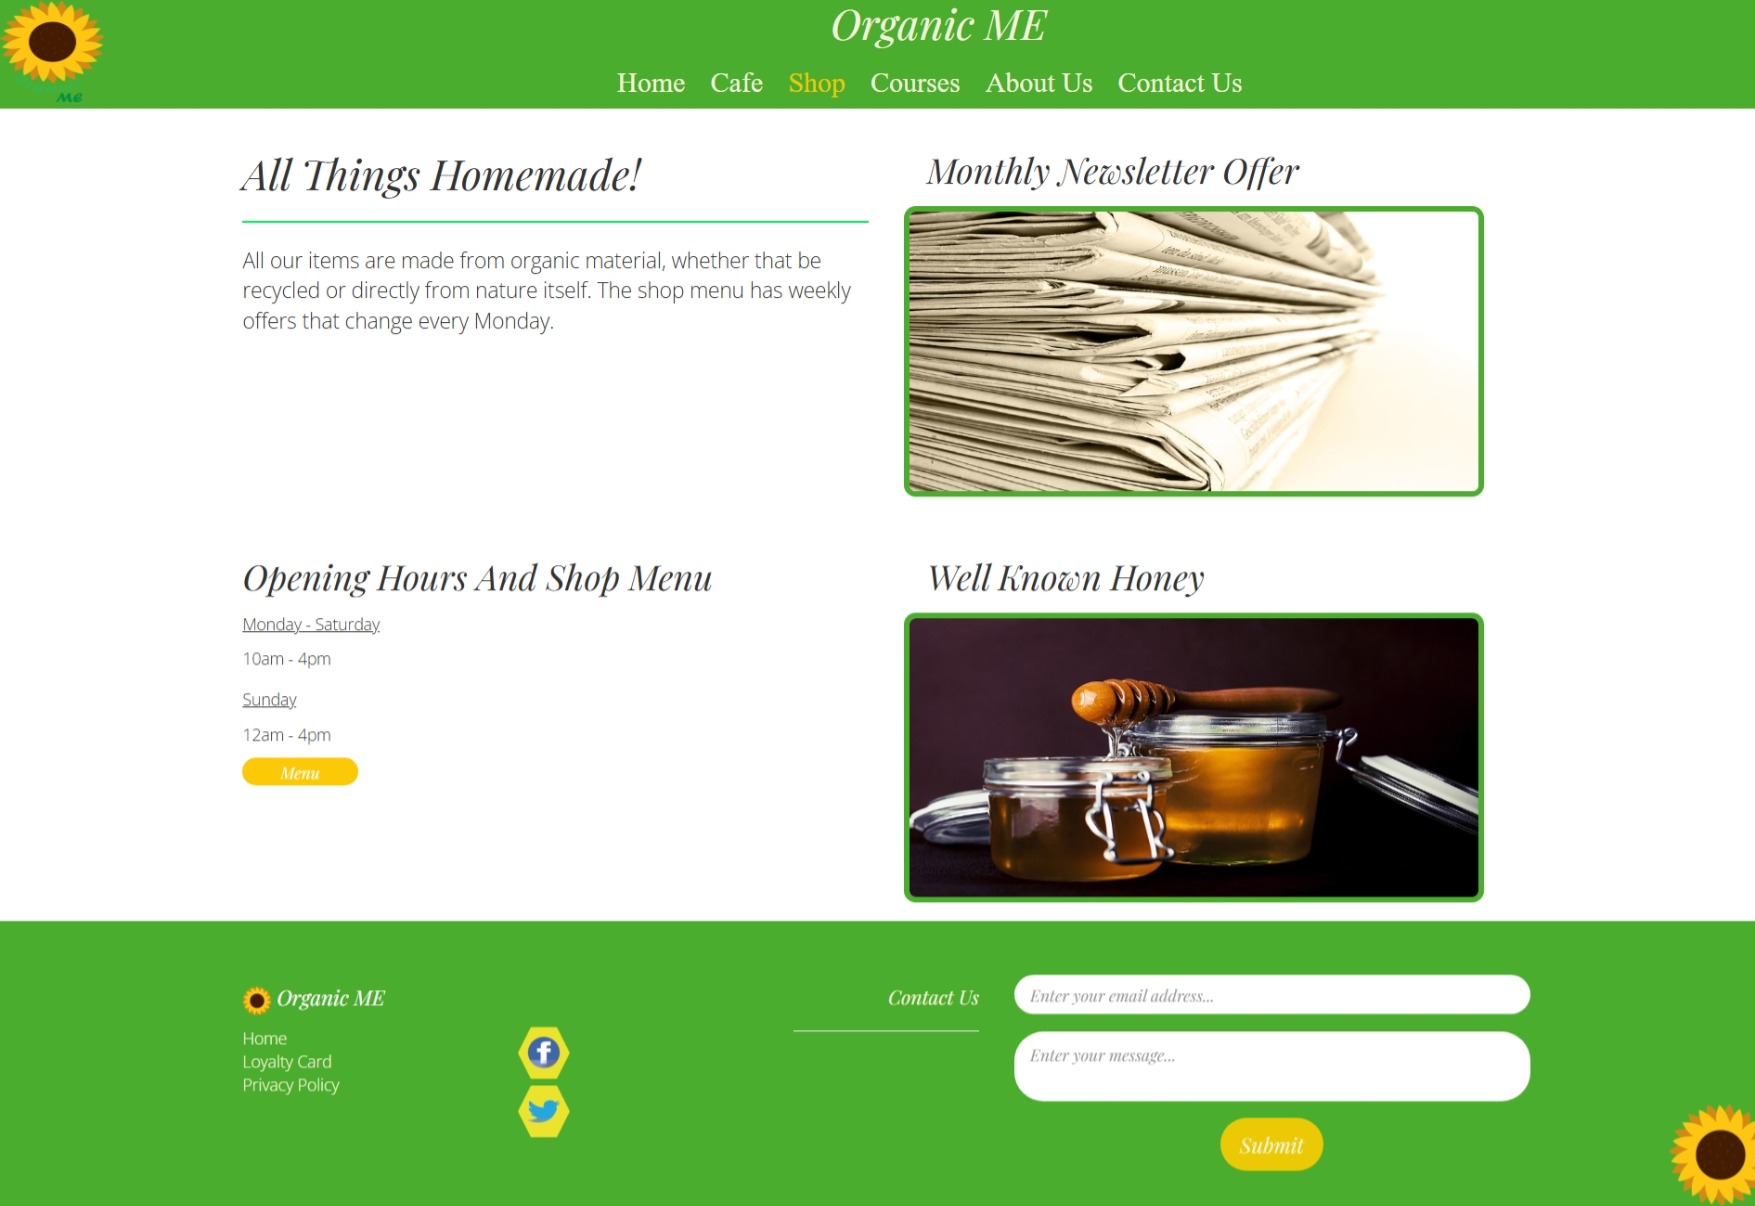 Me
Organic ME
Home Cafe Shop Courses About Us Contact Us
All Things Homemade!
All our items are made from organic material, whether that be
recycled or directly from nature itself. The shop menu has weekly
offers that change every Monday.
Monthly Newsletter Offer
Opening Hours And Shop Menu
Monday - Saturday
10am - 4pm
Sunday
12am - 4pm
Menu
Well Known Honey
Organic ME
Home
Loyalty Card
Privacy Policy
Contact Us
Enter your email address...
Enter your message...
Submit